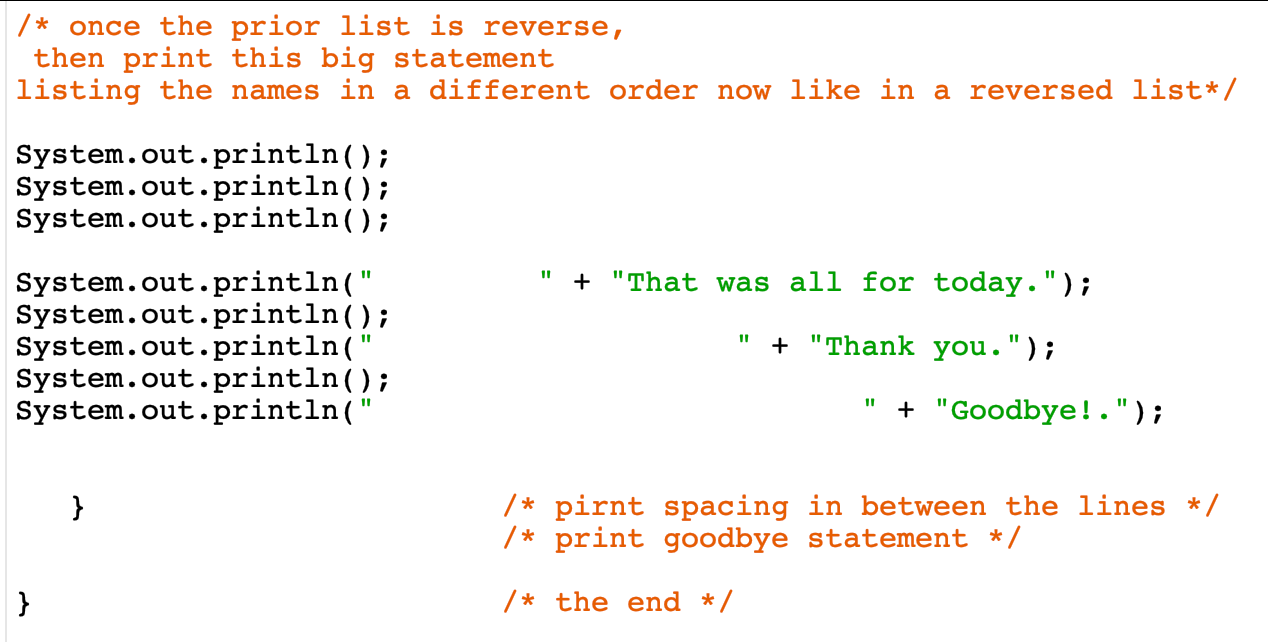 /* once the prior list is reverse,
 then print this big statement
listing the names in a different order now like in a reversed list*/
System.out.println();
System.out.println();
System.out.println();
System.out.println("         " + "That was all for today.");
System.out.println();
System.out.println("                    " + "Thank you.");
System.out.println();
System.out.println("                           " + "Goodbye!.");
   }                       /* pirnt spacing in between the lines */
                           /* print goodbye statement */
}                          /* the end */